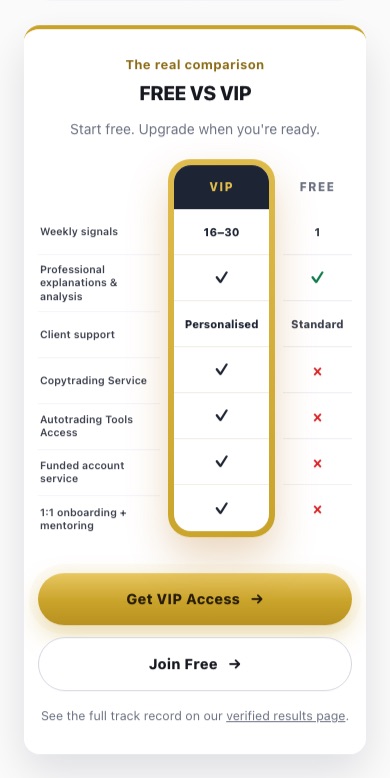 The real comparison
FREE VS VIP
Start free. Upgrade when you're ready.
VIP FREE
Weekly signals 16–30 1
Professional
explanations &
analysis ✓ ✓
Client support Personalised Standard
Copytrading Service ✓ ×
Autotrading Tools
Access ✓ ×
Funded account
service ✓ ×
1:1 onboarding +
mentoring ✓ ×
Get VIP Access →
Join Free →
See the full track record on our verified results page.